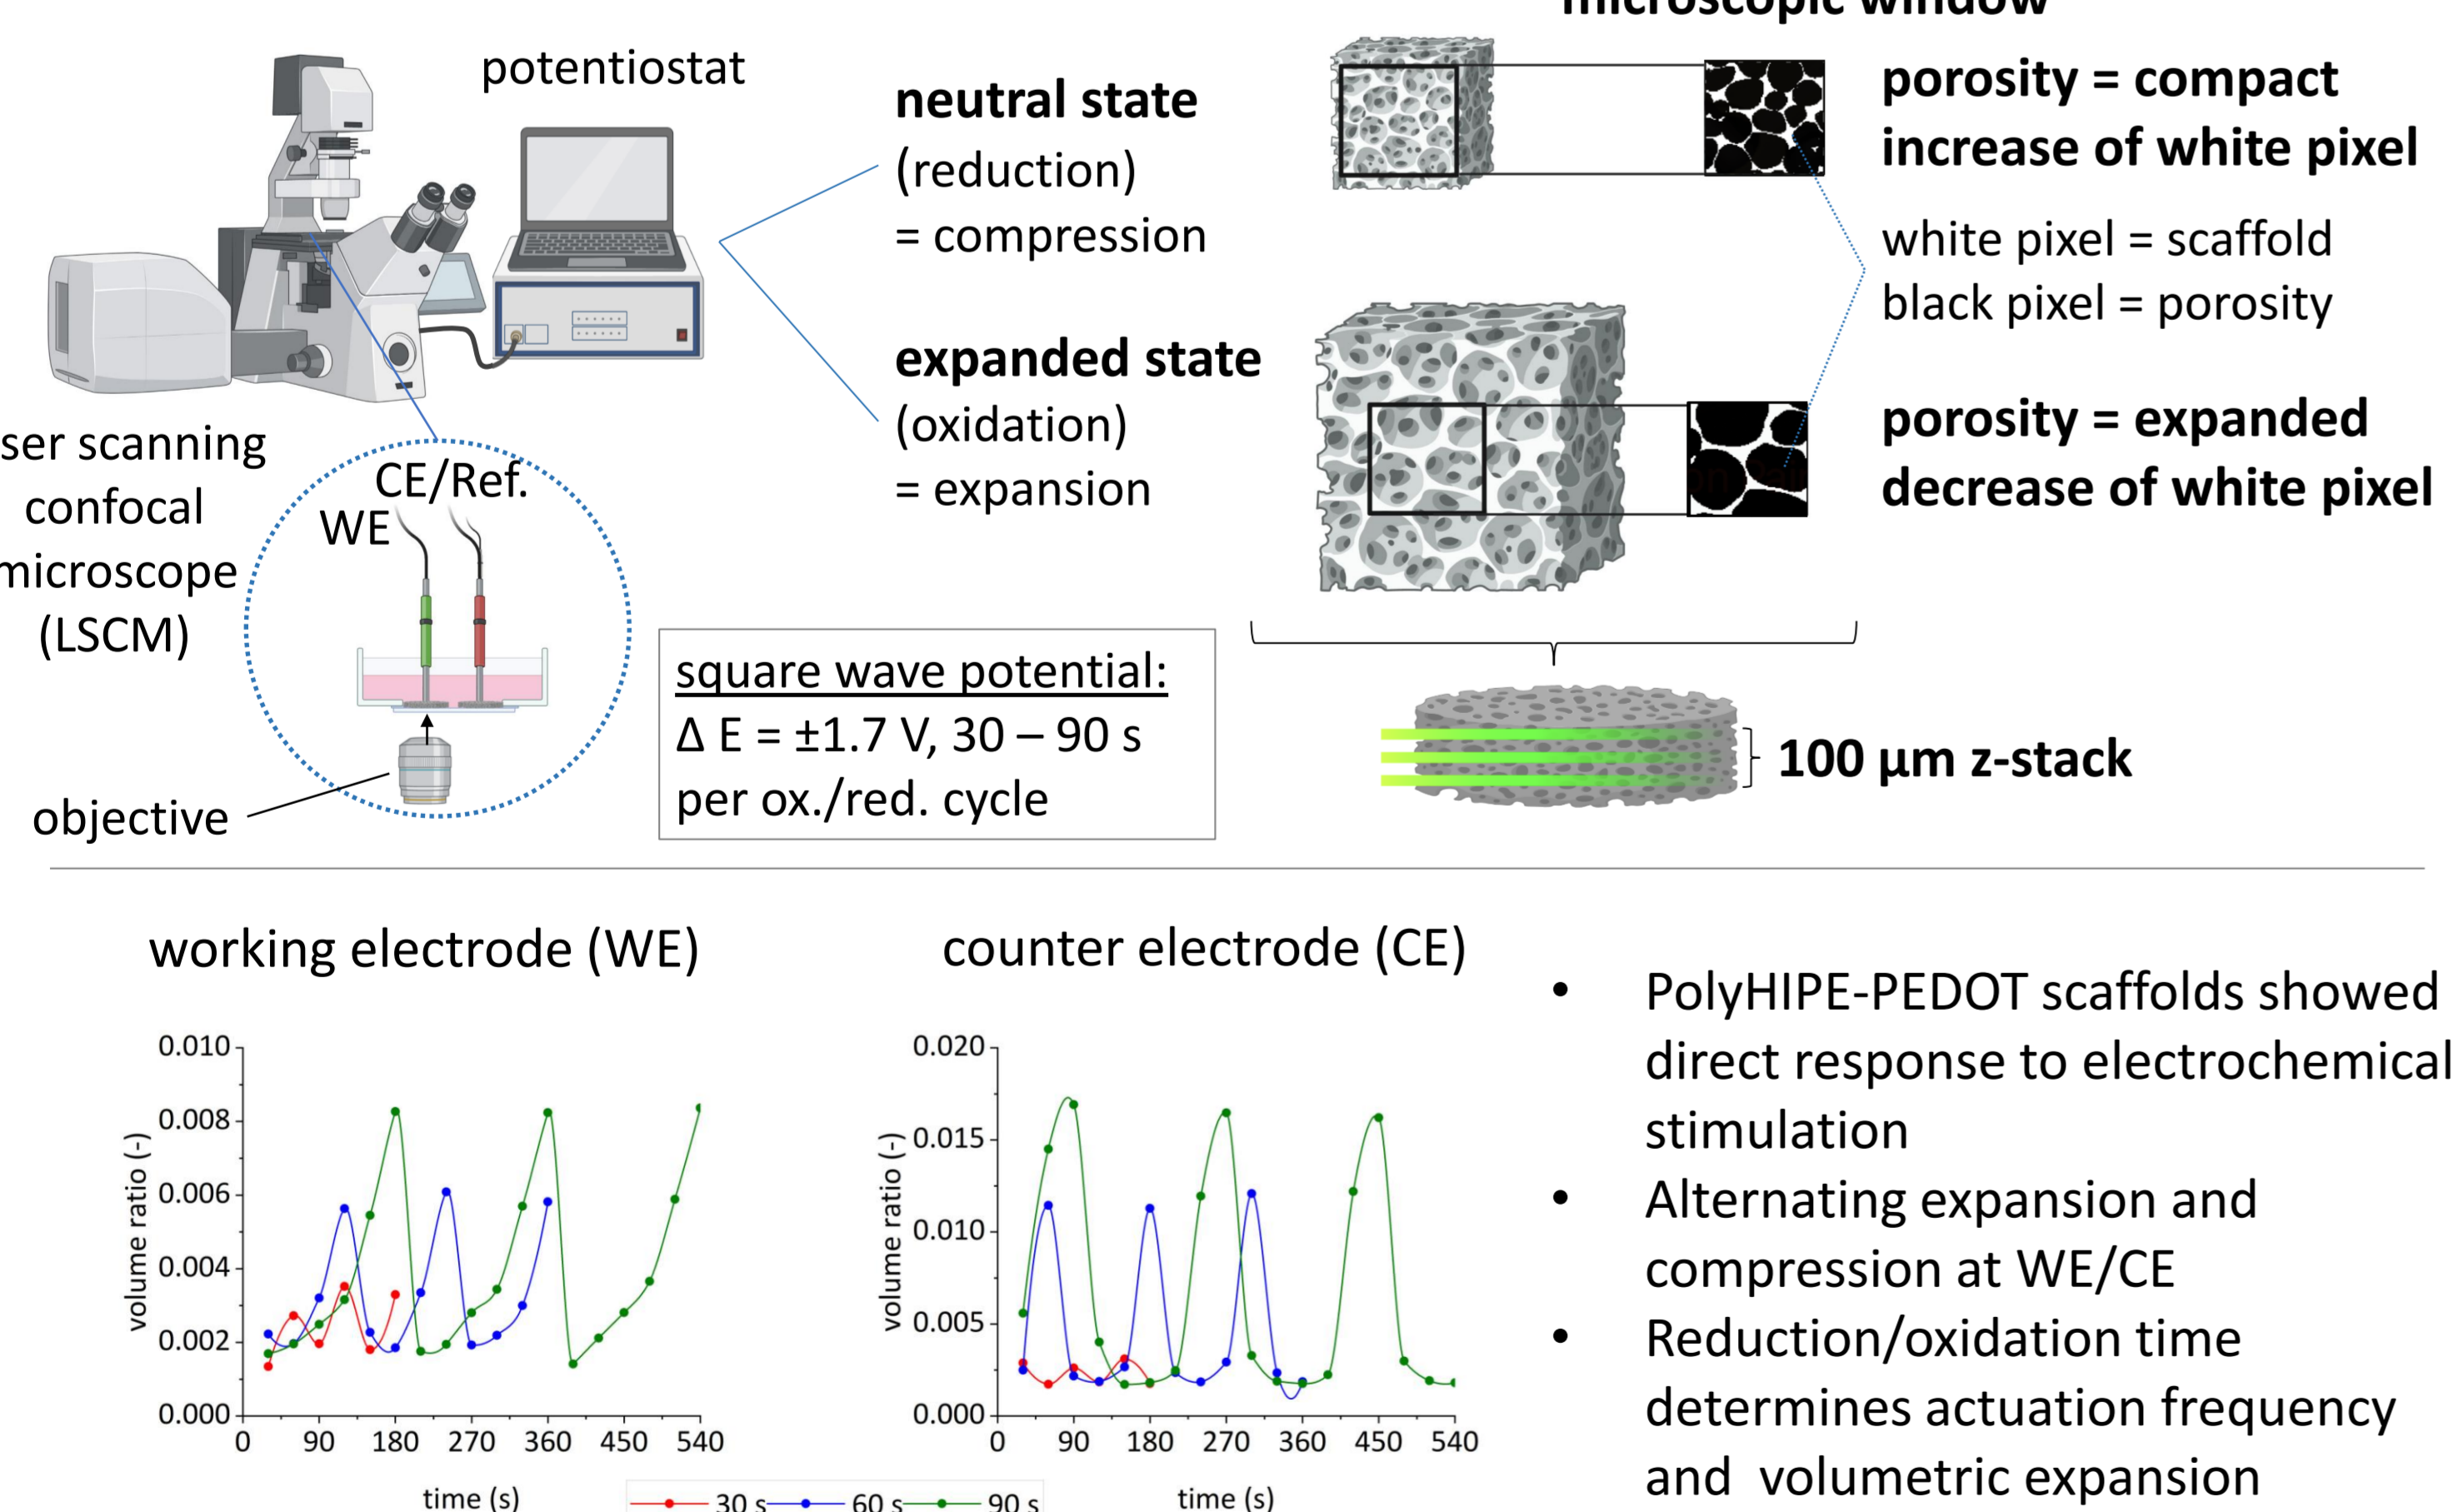 microscopic window
potentiostat
neutral state
(reduction)
= compression
porosity = compact
increase of white pixel
white pixel = scaffold
black pixel = porosity
expanded state
(oxidation)
= expansion
porosity = expanded
decrease of white pixel
ser scanning
confocal
microscope
(LSCM)
CE/Ref.
WE
objective
square wave potential:
Δ E = ±1.7 V, 30 – 90 s
per ox./red. cycle
100 µm z-stack
working electrode (WE)
volume ratio (-)
0.010
0.008
0.006
0.004
0.002
0.000
0 90 180 270 360 450 540
time (s)
counter electrode (CE)
volume ratio (-)
0.020
0.015
0.010
0.005
0.000
0 90 180 270 360 450 540
time (s)
30 s 60 s 90 s
• PolyHIPE-PEDOT scaffolds showed
direct response to electrochemical
stimulation
• Alternating expansion and
compression at WE/CE
• Reduction/oxidation time
determines actuation frequency
and volumetric expansion